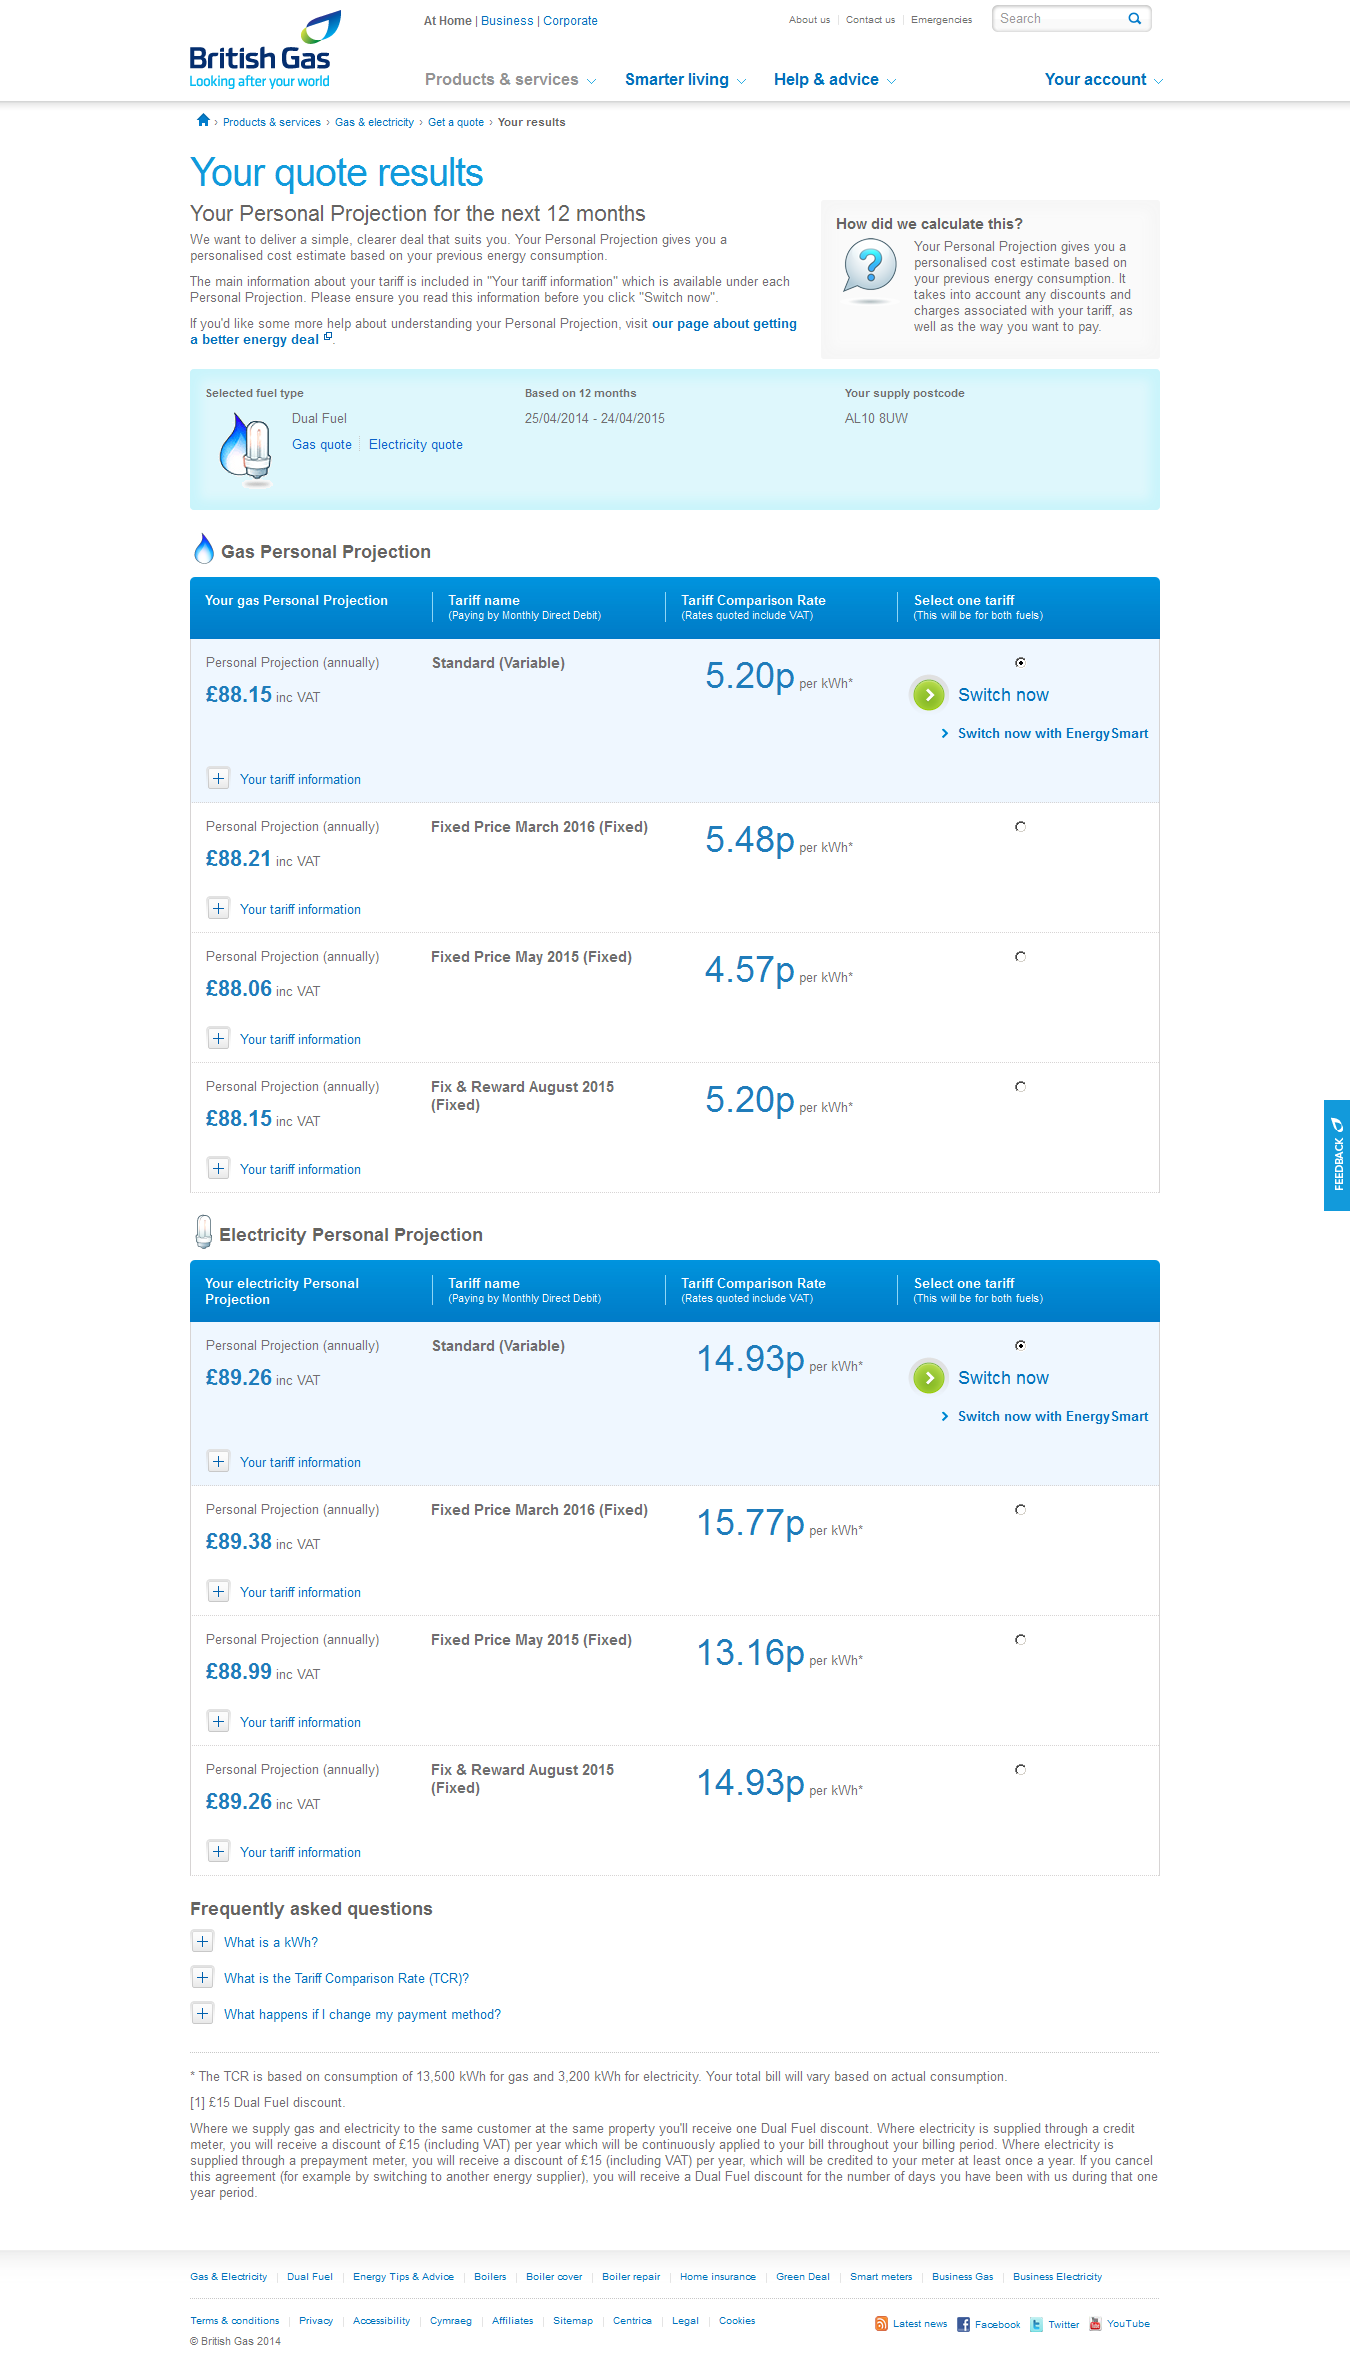 British Gas
Looking after your world
At Home | Business | Corporate
About us
Contact us
Emergencies
Search
Products & services
Smarter living
Help & advice
Your account
› Products & services › Gas & electricity › Get a quote › Your results
Your quote results
Your Personal Projection for the next 12 months
We want to deliver a simple, clearer deal that suits you. Your Personal Projection gives you a
personalised cost estimate based on your previous energy consumption.
The main information about your tariff is included in "Your tariff information" which is available under each
Personal Projection. Please ensure you read this information before you click "Switch now".
If you'd like some more help about understanding your Personal Projection, visit our page about getting
a better energy deal .
How did we calculate this?
?
Your Personal Projection gives you a
personalised cost estimate based on
your previous energy consumption. It
takes into account any discounts and
charges associated with your tariff, as
well as the way you want to pay.
Selected fuel type
Dual Fuel
Gas quote
Electricity quote
Based on 12 months
25/04/2014 - 24/04/2015
Your supply postcode
AL10 8UW
Gas Personal Projection
Your gas Personal Projection
Tariff name
(Paying by Monthly Direct Debit)
Tariff Comparison Rate
(Rates quoted include VAT)
Select one tariff
(This will be for both fuels)
Personal Projection (annually)
£88.15 inc VAT
Standard (Variable)
5.20p per kWh*
Switch now
Switch now with EnergySmart
Your tariff information
Personal Projection (annually)
£88.21 inc VAT
Fixed Price March 2016 (Fixed)
5.48p per kWh*
Your tariff information
Personal Projection (annually)
£88.06 inc VAT
Fixed Price May 2015 (Fixed)
4.57p per kWh*
Your tariff information
Personal Projection (annually)
£88.15 inc VAT
Fix & Reward August 2015
(Fixed)
5.20p per kWh*
Your tariff information
FEEDBACK
Electricity Personal Projection
Your electricity Personal
Projection
Tariff name
(Paying by Monthly Direct Debit)
Tariff Comparison Rate
(Rates quoted include VAT)
Select one tariff
(This will be for both fuels)
Personal Projection (annually)
£89.26 inc VAT
Standard (Variable)
14.93p per kWh*
Switch now
Switch now with EnergySmart
Your tariff information
Personal Projection (annually)
£89.38 inc VAT
Fixed Price March 2016 (Fixed)
15.77p per kWh*
Your tariff information
Personal Projection (annually)
£88.99 inc VAT
Fixed Price May 2015 (Fixed)
13.16p per kWh*
Your tariff information
Personal Projection (annually)
£89.26 inc VAT
Fix & Reward August 2015
(Fixed)
14.93p per kWh*
Your tariff information
Frequently asked questions
What is a kWh?
What is the Tariff Comparison Rate (TCR)?
What happens if I change my payment method?
* The TCR is based on consumption of 13,500 kWh for gas and 3,200 kWh for electricity. Your total bill will vary based on actual consumption.
[1] £15 Dual Fuel discount.
Where we supply gas and electricity to the same customer at the same property you'll receive one Dual Fuel discount. Where electricity is supplied through a credit
meter, you will receive a discount of £15 (including VAT) per year which will be continuously applied to your bill throughout your billing period. Where electricity is
supplied through a prepayment meter, you will receive a discount of £15 (including VAT) per year, which will be credited to your meter at least once a year. If you cancel
this agreement (for example by switching to another energy supplier), you will receive a Dual Fuel discount for the number of days you have been with us during that one
year period.
Gas & Electricity
Dual Fuel
Energy Tips & Advice
Boilers
Boiler cover
Boiler repair
Home insurance
Green Deal
Smart meters
Business Gas
Business Electricity
Terms & conditions
Privacy
Accessibility
Cymraeg
Affiliates
Sitemap
Centrica
Legal
Cookies
Latest news
Facebook
Twitter
YouTube
© British Gas 2014